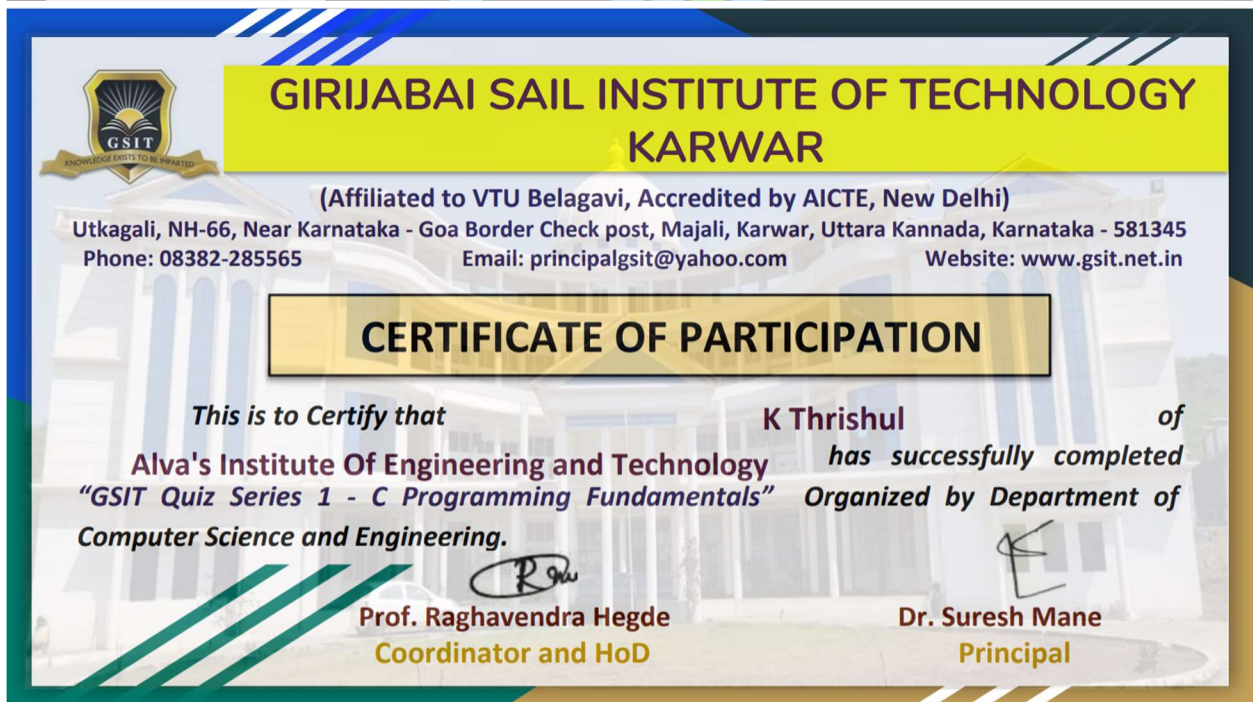 GSIT
KNOWLEDGE EXISTS TO BE IMPARTED
GIRIJABAI SAIL INSTITUTE OF TECHNOLOGY
KARWAR
(Affiliated to VTU Belagavi, Accredited by AICTE, New Delhi)
Utkagali, NH-66, Near Karnataka - Goa Border Check post, Majali, Karwar, Uttara Kannada, Karnataka - 581345
Phone: 08382-285565 Email: principalgsit@yahoo.com Website: www.gsit.net.in
CERTIFICATE OF PARTICIPATION
This is to Certify that K Thrishul of
Alva's Institute Of Engineering and Technology has successfully completed
“GSIT Quiz Series 1 - C Programming Fundamentals” Organized by Department of
Computer Science and Engineering.
Prof. Raghavendra Hegde Dr. Suresh Mane
Coordinator and HoD Principal